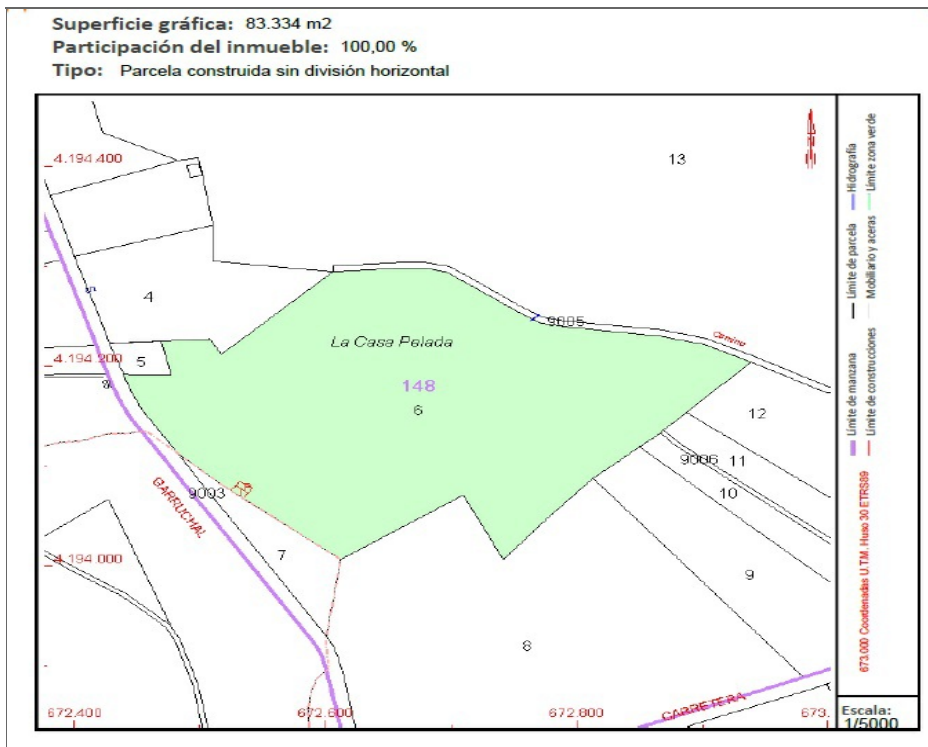 Superficie gráfica: 83.334 m2
Participación del inmueble: 100,00 %
Tipo: Parcela construida sin división horizontal
13
4.194.400
4
9005
La Casa Pelada
Camino
5
4.194.200
148
6
12
9006
11
10
9003
GARRUCHAL
7
4.194.000
9
8
CARRETERA
672.400
672.600
672.800
673.
Límite de manzana
Límite de parcela
Hidrografía
Límite de construcciones
Mobiliario y aceras
Límite zona verde
673.000 Coordenadas U.T.M. Huso 30 ETRS89
Escala:
1/5000